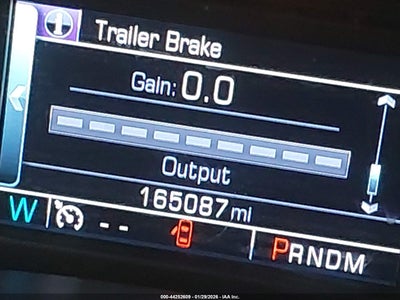 Trailer Brake
Gain: 0.0
Output
165087 mi
W -- PRNDM
000-44252609 - 01/29/2026 - IAA Inc.